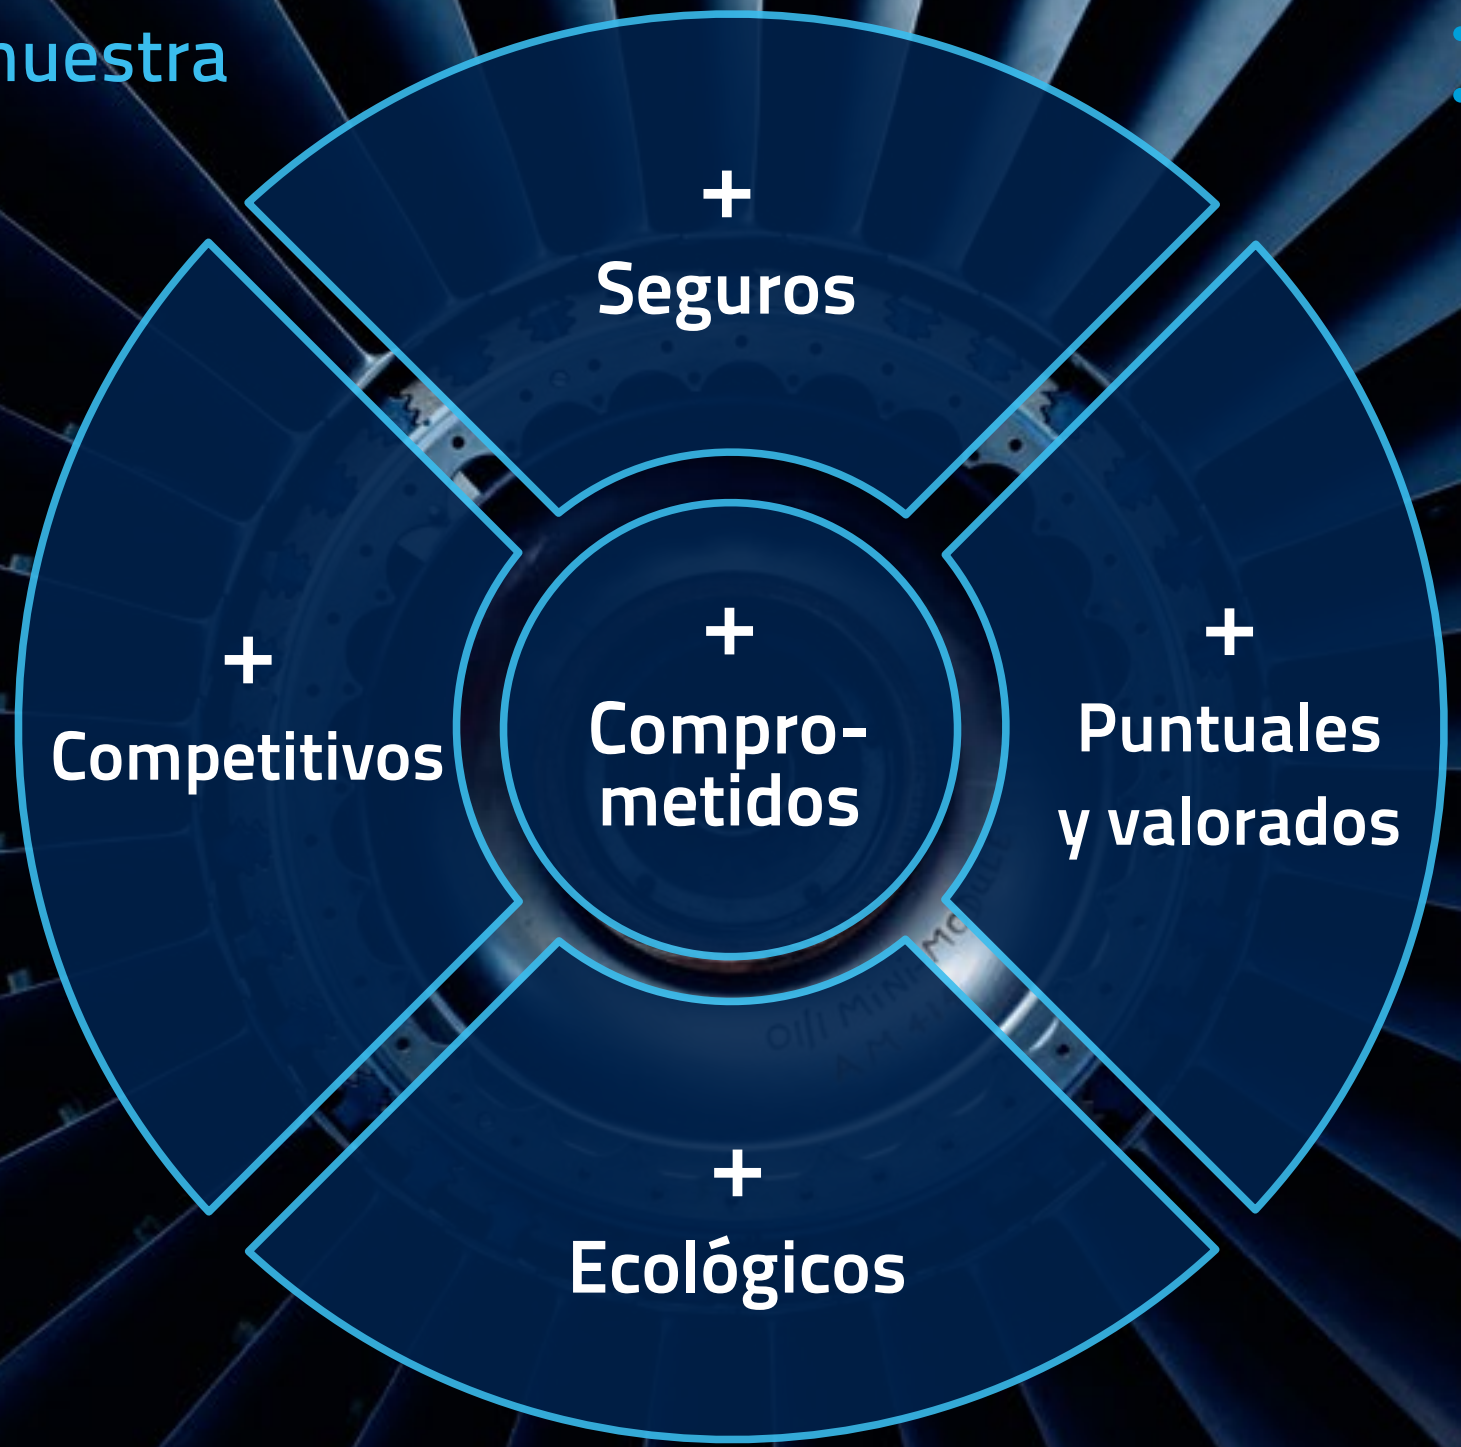 nuestra
+
Seguros
+
Competitivos
+
Compro-
metidos
+
Puntuales
y valorados
+
Ecológicos